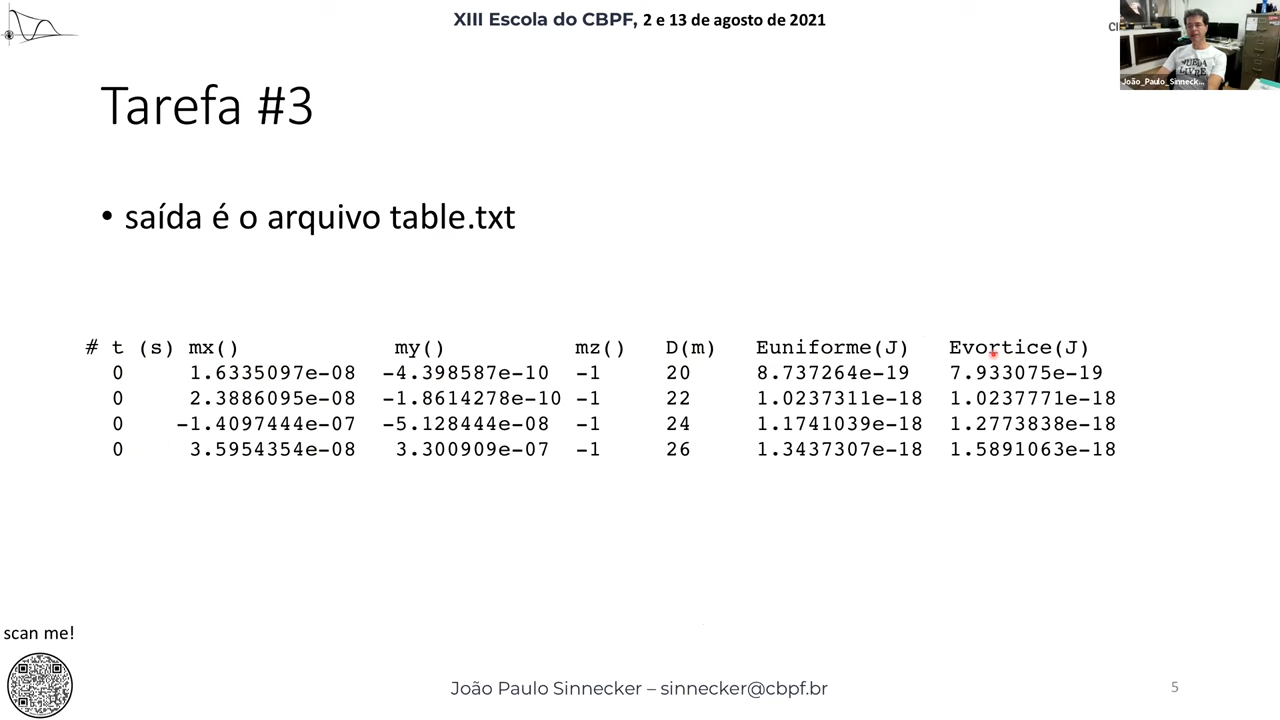 XIII Escola do CBPF, 2 e 13 de agosto de 2021
CI
João_Paulo_Sinneck...
Tarefa #3
• saída é o arquivo table.txt
# t (s) mx() my() mz() D(m) Euniforme(J) Evortice(J)
0 1.6335097e-08 -4.398587e-10 -1 20 8.737264e-19 7.933075e-19
0 2.3886095e-08 -1.8614278e-10 -1 22 1.0237311e-18 1.0237771e-18
0 -1.4097444e-07 -5.128444e-08 -1 24 1.1741039e-18 1.2773838e-18
0 3.5954354e-08 3.300909e-07 -1 26 1.3437307e-18 1.5891063e-18
scan me!
João Paulo Sinnecker – sinnecker@cbpf.br
5